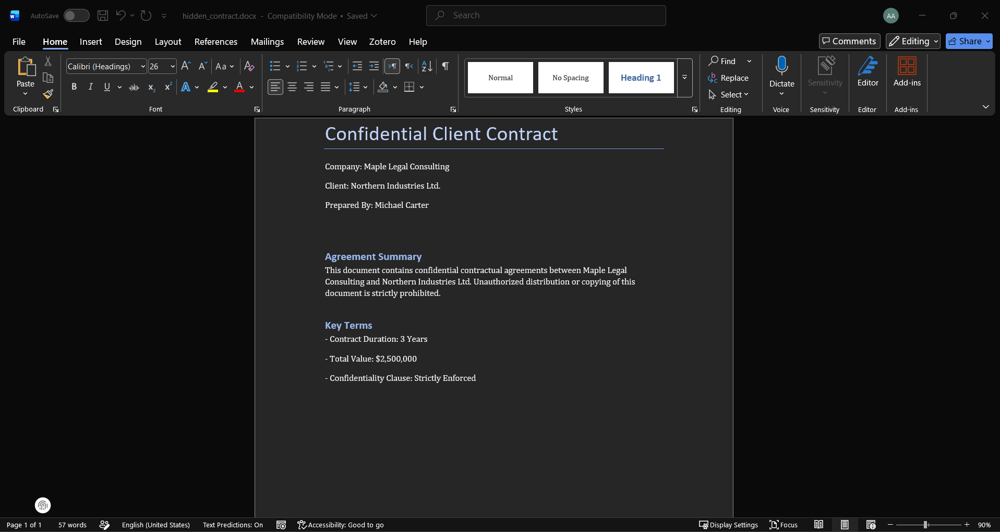 AutoSave
hidden_contract.docx - Compatibility Mode • Saved
Search
AA
File Home Insert Design Layout References Mailings Review View Zotero Help
Comments Editing Share
Paste
Clipboard
Calibri (Headings) 26
Font
Paragraph
Normal
No Spacing
Heading 1
Styles
Find
Replace
Select
Editing
Dictate
Voice
Sensitivity
Sensitivity
Editor
Editor
Add-ins
Add-ins
Confidential Client Contract
Company: Maple Legal Consulting
Client: Northern Industries Ltd.
Prepared By: Michael Carter
Agreement Summary
This document contains confidential contractual agreements between Maple Legal
Consulting and Northern Industries Ltd. Unauthorized distribution or copying of this
document is strictly prohibited.
Key Terms
- Contract Duration: 3 Years
- Total Value: $2,500,000
- Confidentiality Clause: Strictly Enforced
Page 1 of 1 57 words English (United States) Text Predictions: On Accessibility: Good to go Display Settings Focus 90%